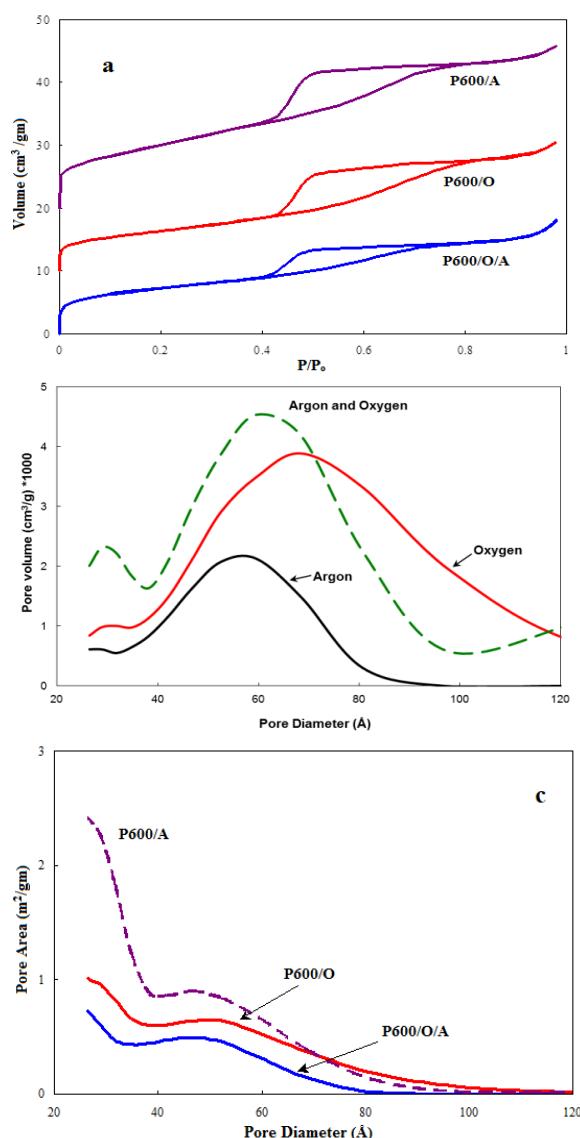 50
40
30
20
10
0
Volume (cm³ /gm)
a
P600/A
P600/O
P600/O/A
0
0.2
0.4
0.6
0.8
1
P/Pₒ
5
4
3
2
1
0
Pore volume (cm³/g) *1000
Argon and Oxygen
Oxygen
Argon
20
40
60
80
100
120
Pore Diameter (Å)
3
2
1
0
Pore Area (m²/gm)
c
P600/A
P600/O
P600/O/A
20
40
60
80
100
120
Pore Diameter (Å)